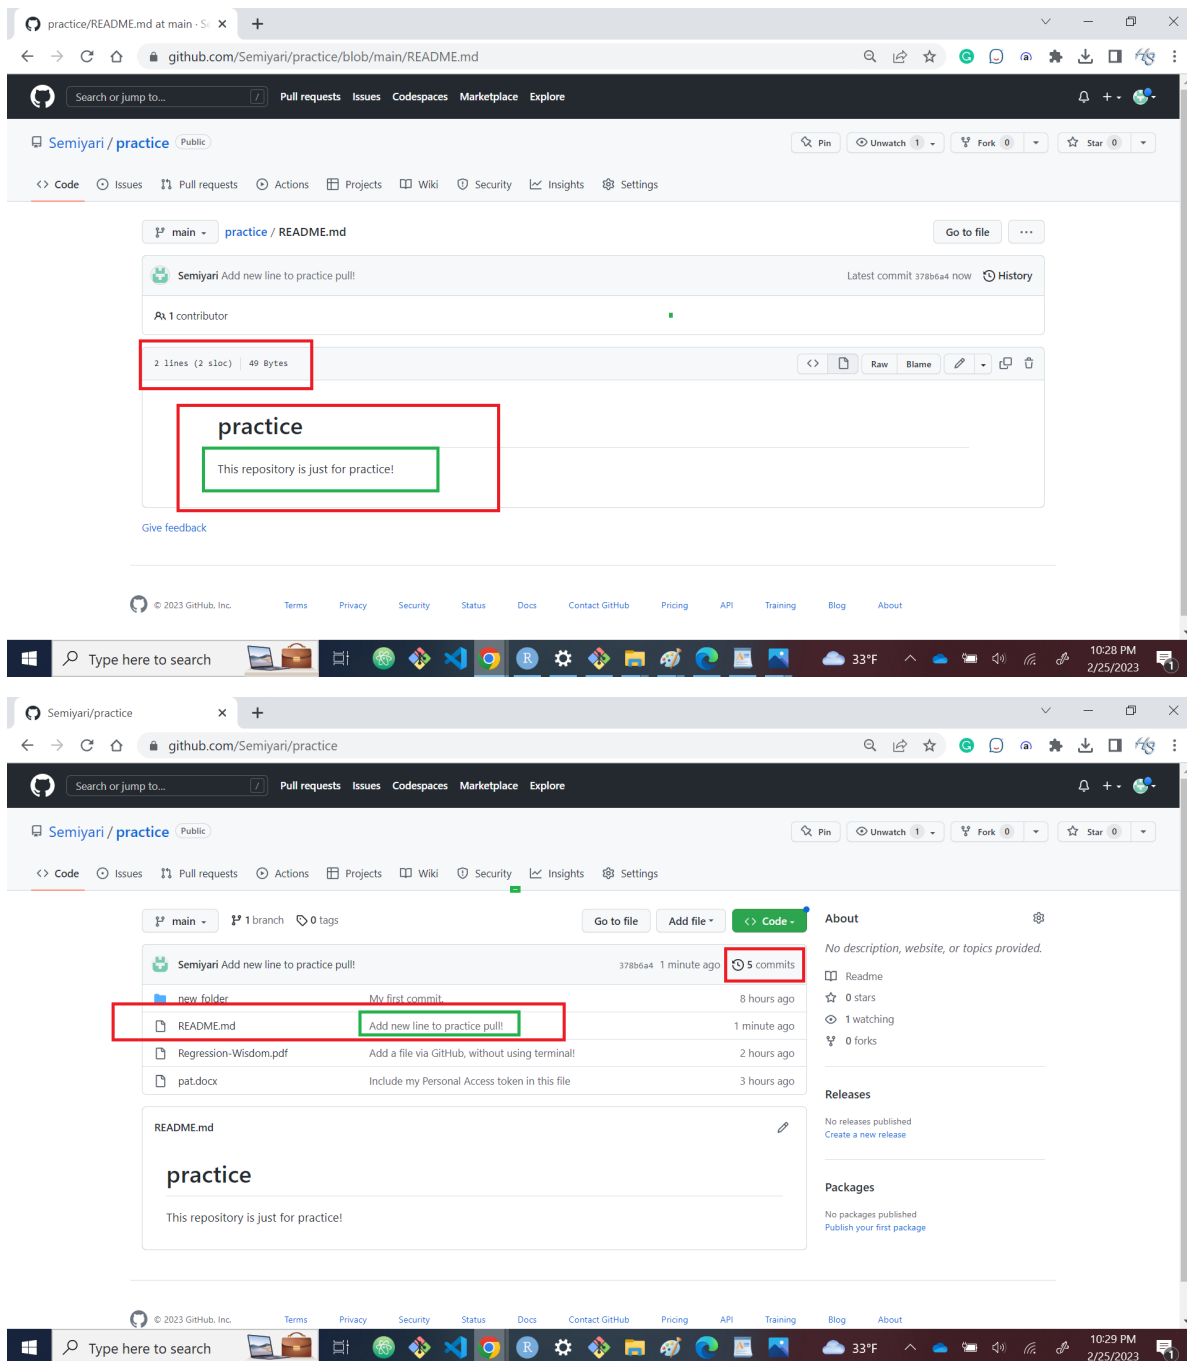 practice/README.md at main · Se
github.com/Semiyari/practice/blob/main/README.md
Search or jump to... / Pull requests Issues Codespaces Marketplace Explore
Semiyari / practice Public Pin Unwatch 1 Fork 0 Star 0
Code Issues Pull requests Actions Projects Wiki Security Insights Settings
main practice / README.md Go to file ...
Semiyari Add new line to practice pull! Latest commit 378b6a4 now History
1 contributor
2 lines (2 sloc) 49 Bytes <> Raw Blame
practice
This repository is just for practice!
Give feedback
© 2023 GitHub, Inc. Terms Privacy Security Status Docs Contact GitHub Pricing API Training Blog About
Type here to search 33°F 10:28 PM
2/25/2023
Semiyari/practice
github.com/Semiyari/practice
Search or jump to... / Pull requests Issues Codespaces Marketplace Explore
Semiyari / practice Public Pin Unwatch 1 Fork 0 Star 0
Code Issues Pull requests Actions Projects Wiki Security Insights Settings
main 1 branch 0 tags Go to file Add file <> Code
Semiyari Add new line to practice pull! 378b6a4 1 minute ago 5 commits
new_folder My first commit. 8 hours ago
README.md Add new line to practice pull! 1 minute ago
Regression-Wisdom.pdf Add a file via GitHub, without using terminal! 2 hours ago
pat.docx Include my Personal Access token in this file 3 hours ago
README.md
practice
This repository is just for practice!
About
No description, website, or topics provided.
Readme
0 stars
1 watching
0 forks
Releases
No releases published
Create a new release
Packages
No packages published
Publish your first package
© 2023 GitHub, Inc. Terms Privacy Security Status Docs Contact GitHub Pricing API Training Blog About
Type here to search 33°F 10:29 PM
2/25/2023